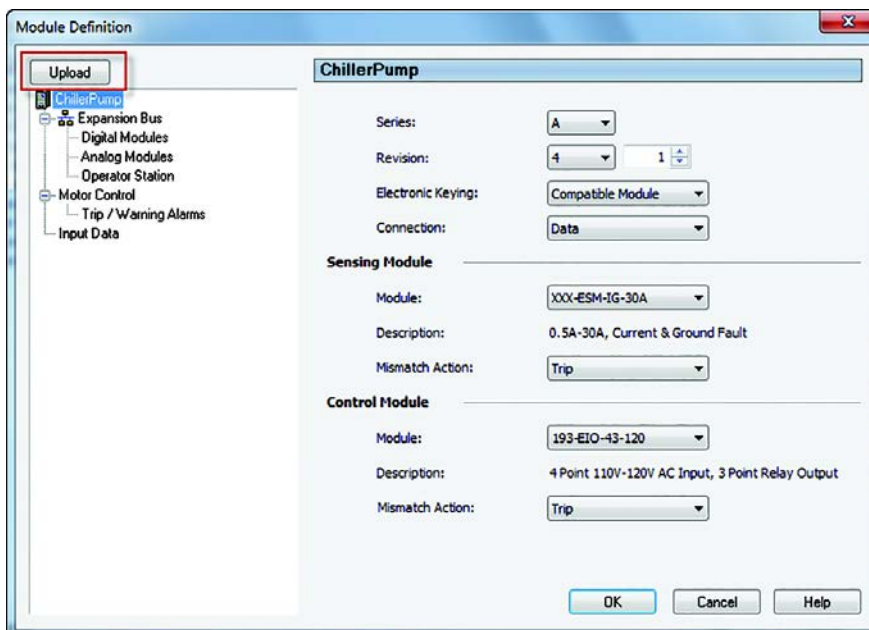 Module Definition
Upload
ChillerPump
Expansion Bus
Digital Modules
Analog Modules
Operator Station
Motor Control
Trip / Warning Alarms
Input Data
ChillerPump
Series: A
Revision: 4 1
Electronic Keying: Compatible Module
Connection: Data
Sensing Module
Module: XXX-ESM-IG-30A
Description: 0.5A-30A, Current & Ground Fault
Mismatch Action: Trip
Control Module
Module: 193-EIO-43-120
Description: 4 Point 110V-120V AC Input, 3 Point Relay Output
Mismatch Action: Trip
OK Cancel Help